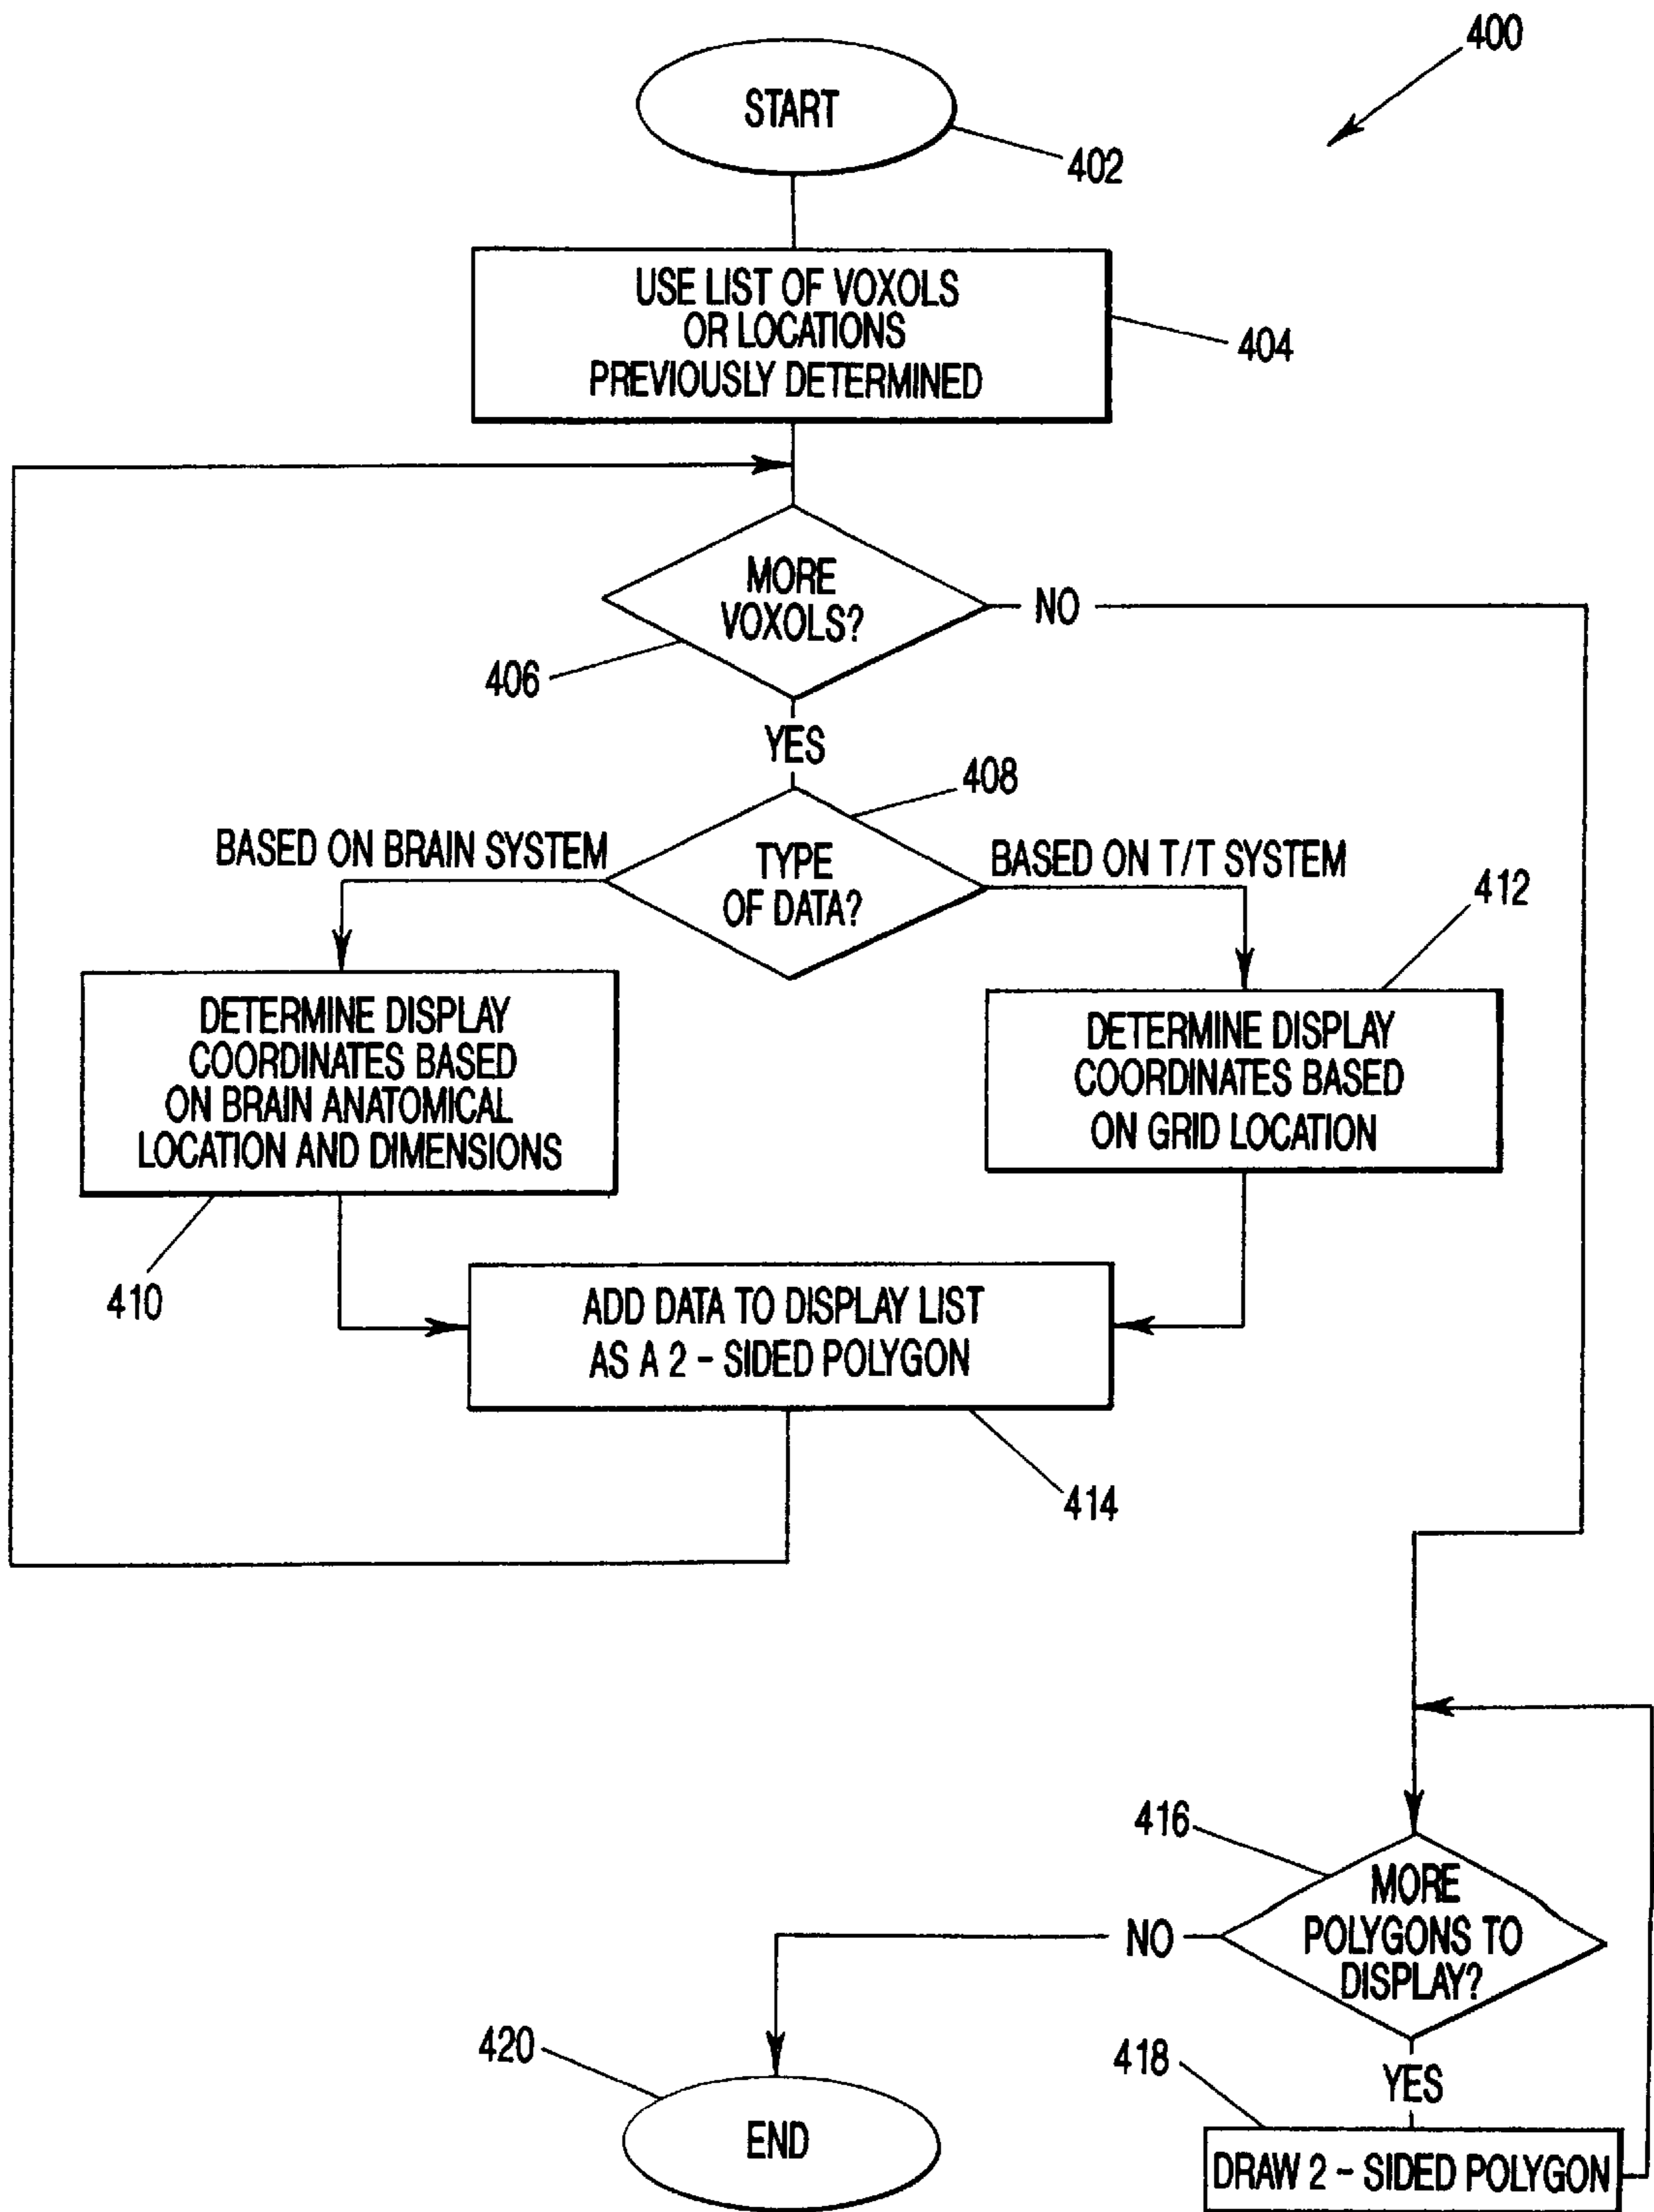 400
START
402
USE LIST OF VOXOLS
OR LOCATIONS
PREVIOUSLY DETERMINED
404
MORE
VOXOLS?
NO
406
YES
408
BASED ON BRAIN SYSTEM
TYPE
OF DATA?
BASED ON T/T SYSTEM
412
DETERMINE DISPLAY
COORDINATES BASED
ON BRAIN ANATOMICAL
LOCATION AND DIMENSIONS
DETERMINE DISPLAY
COORDINATES BASED
ON GRID LOCATION
410
ADD DATA TO DISPLAY LIST
AS A 2 - SIDED POLYGON
414
416
MORE
POLYGONS TO
DISPLAY?
NO
420
418
YES
END
DRAW 2 - SIDED POLYGON